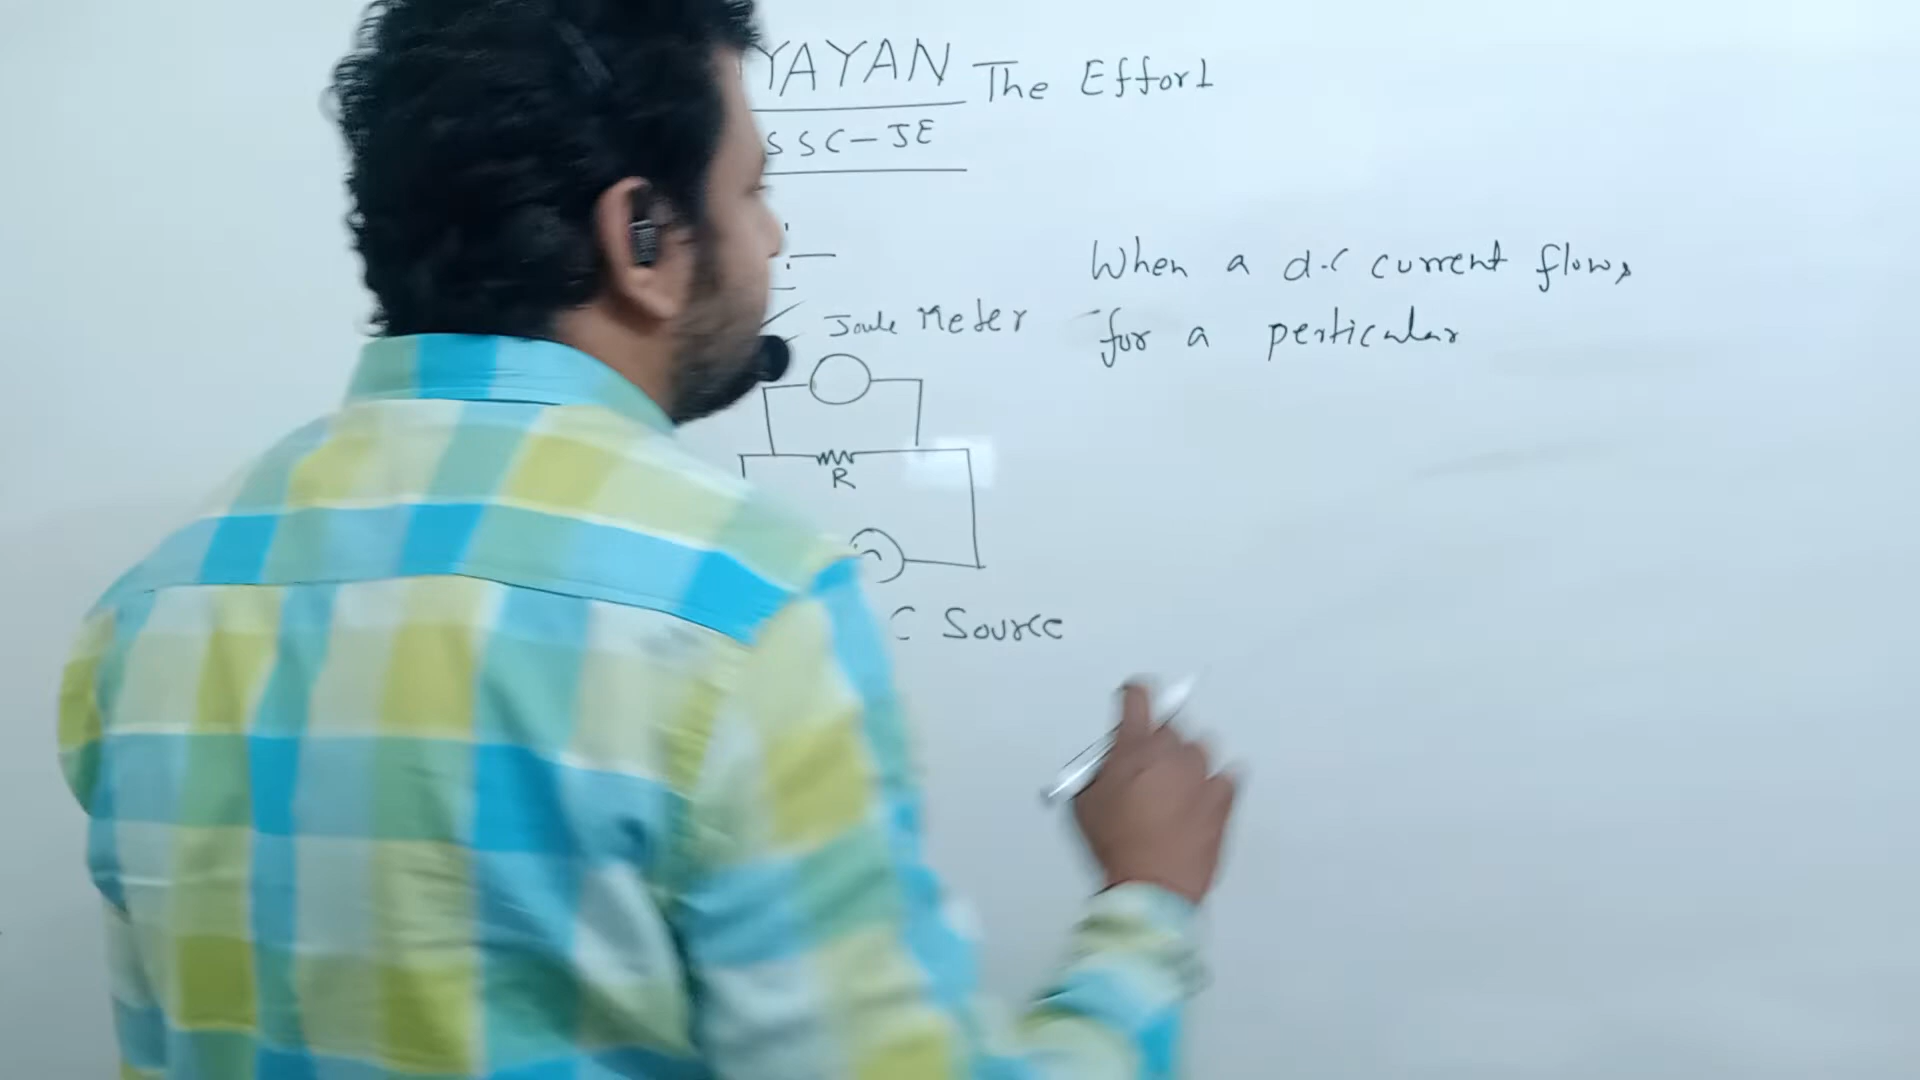 YAYAN The Effort
SSC-JE
Joule Meter
When a d.c current flows
for a perticular
R
C Source